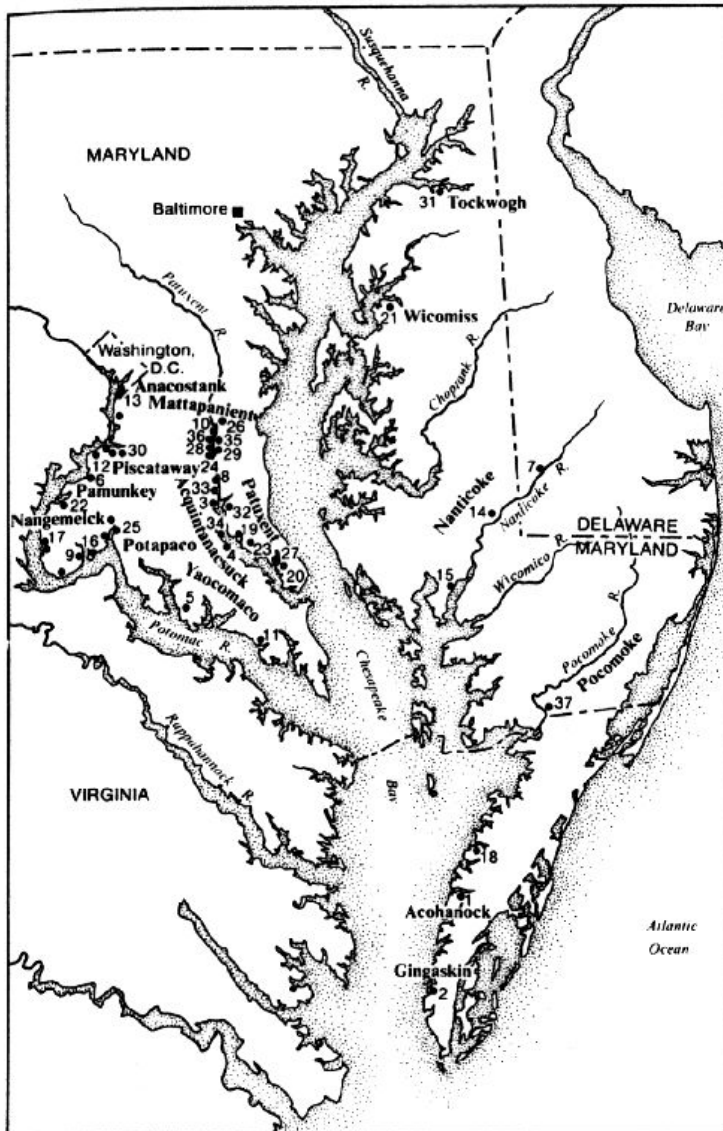 Susquehanna
R.
MARYLAND
Baltimore
31 Tockwogh
Patuxent
R.
21 Wicomiss
Delaware
Bay
Washington,
D.C.
Choptank R.
Anacostank
13
Mattapanient
10 26
36 35
28 29
30
12 Piscataway
24
6
8
Pamunkey
33
22
3 32
Patuxent
Acquintanacsuck
Nangemeick
25
34
19
4
23
17
16
9
Potapaco
27
20
Yaocomaco
7
Nanticoke
14
Nanticoke R.
DELAWARE
MARYLAND
15
Wicomico R.
5
11
Potomac R.
Chesapeake
Pocomoke R.
Pocomoke
37
Rappahannock R.
VIRGINIA
Bay
18
1
Acohanock
Atlantic
Ocean
Gingaskin
2